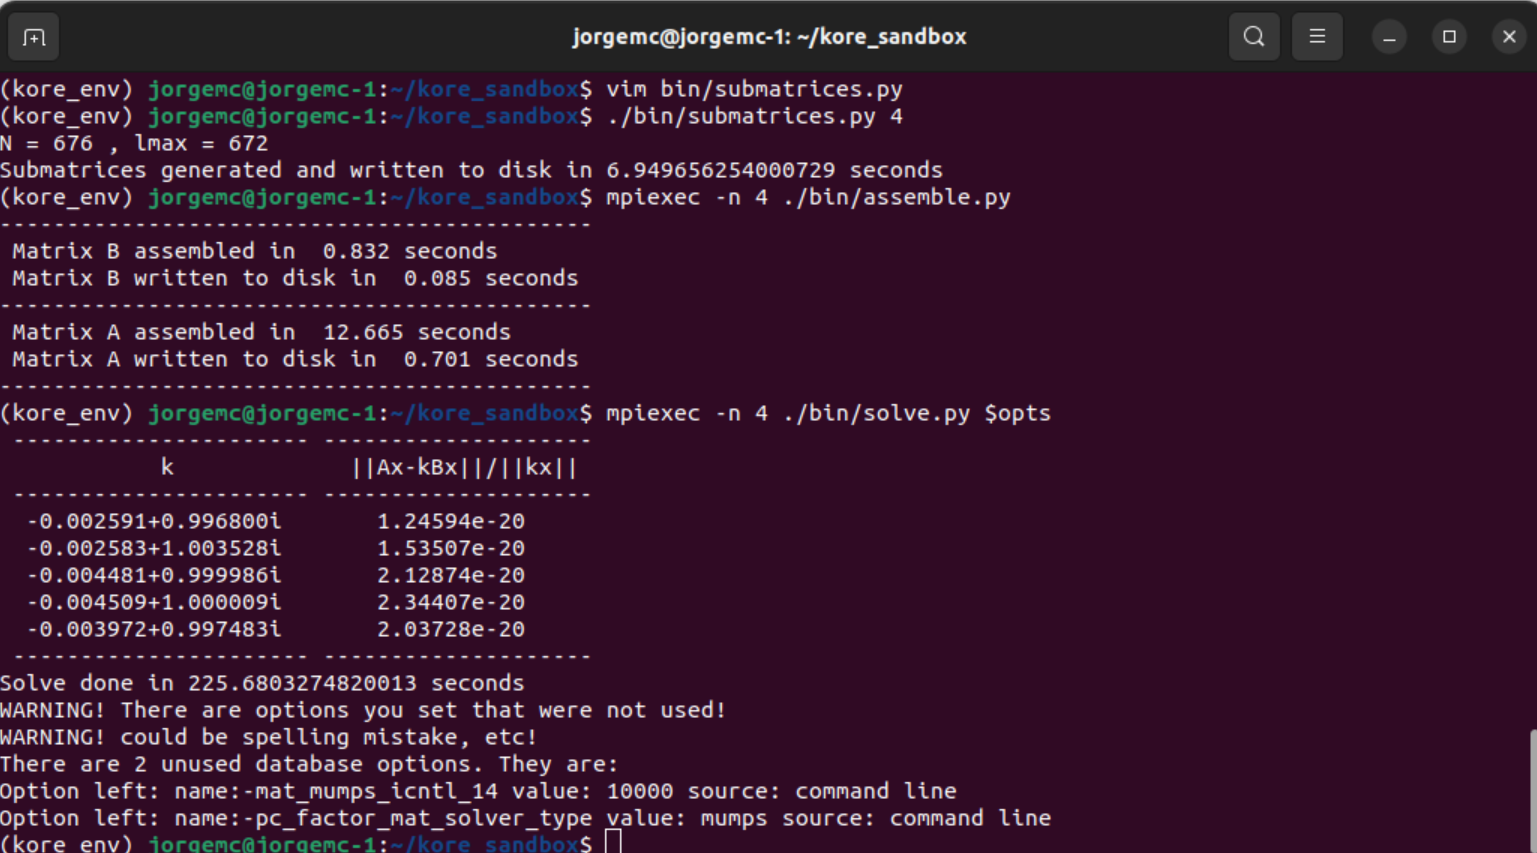 jorgemc@jorgemc-1: ~/kore_sandbox
(kore_env) jorgemc@jorgemc-1:~/kore_sandbox$ vim bin/submatrices.py
(kore_env) jorgemc@jorgemc-1:~/kore_sandbox$ ./bin/submatrices.py 4
N = 676 , lmax = 672
Submatrices generated and written to disk in 6.949656254000729 seconds
(kore_env) jorgemc@jorgemc-1:~/kore_sandbox$ mpiexec -n 4 ./bin/assemble.py
--------------------------------------------
 Matrix B assembled in  0.832 seconds
 Matrix B written to disk in  0.085 seconds
--------------------------------------------
 Matrix A assembled in  12.665 seconds
 Matrix A written to disk in  0.701 seconds
--------------------------------------------
(kore_env) jorgemc@jorgemc-1:~/kore_sandbox$ mpiexec -n 4 ./bin/solve.py $opts
 ---------------------- --------------------
            k             ||Ax-kBx||/||kx||
 ---------------------- --------------------
  -0.002591+0.996800i       1.24594e-20
  -0.002583+1.003528i       1.53507e-20
  -0.004481+0.999986i       2.12874e-20
  -0.004509+1.000009i       2.34407e-20
  -0.003972+0.997483i       2.03728e-20
 ---------------------- --------------------
Solve done in 225.6803274820013 seconds
WARNING! There are options you set that were not used!
WARNING! could be spelling mistake, etc!
There are 2 unused database options. They are:
Option left: name:-mat_mumps_icntl_14 value: 10000 source: command line
Option left: name:-pc_factor_mat_solver_type value: mumps source: command line
(kore_env) jorgemc@jorgemc-1:~/kore_sandbox$